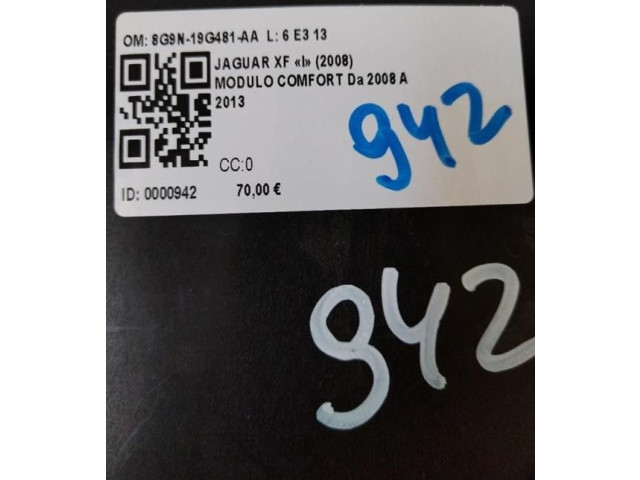 OM: 8G9N-19G481-AA L: 6 E3 13
JAGUAR XF «I» (2008)
MODULO COMFORT Da 2008 A
2013
CC:0
ID: 0000942 70,00 €
942
942